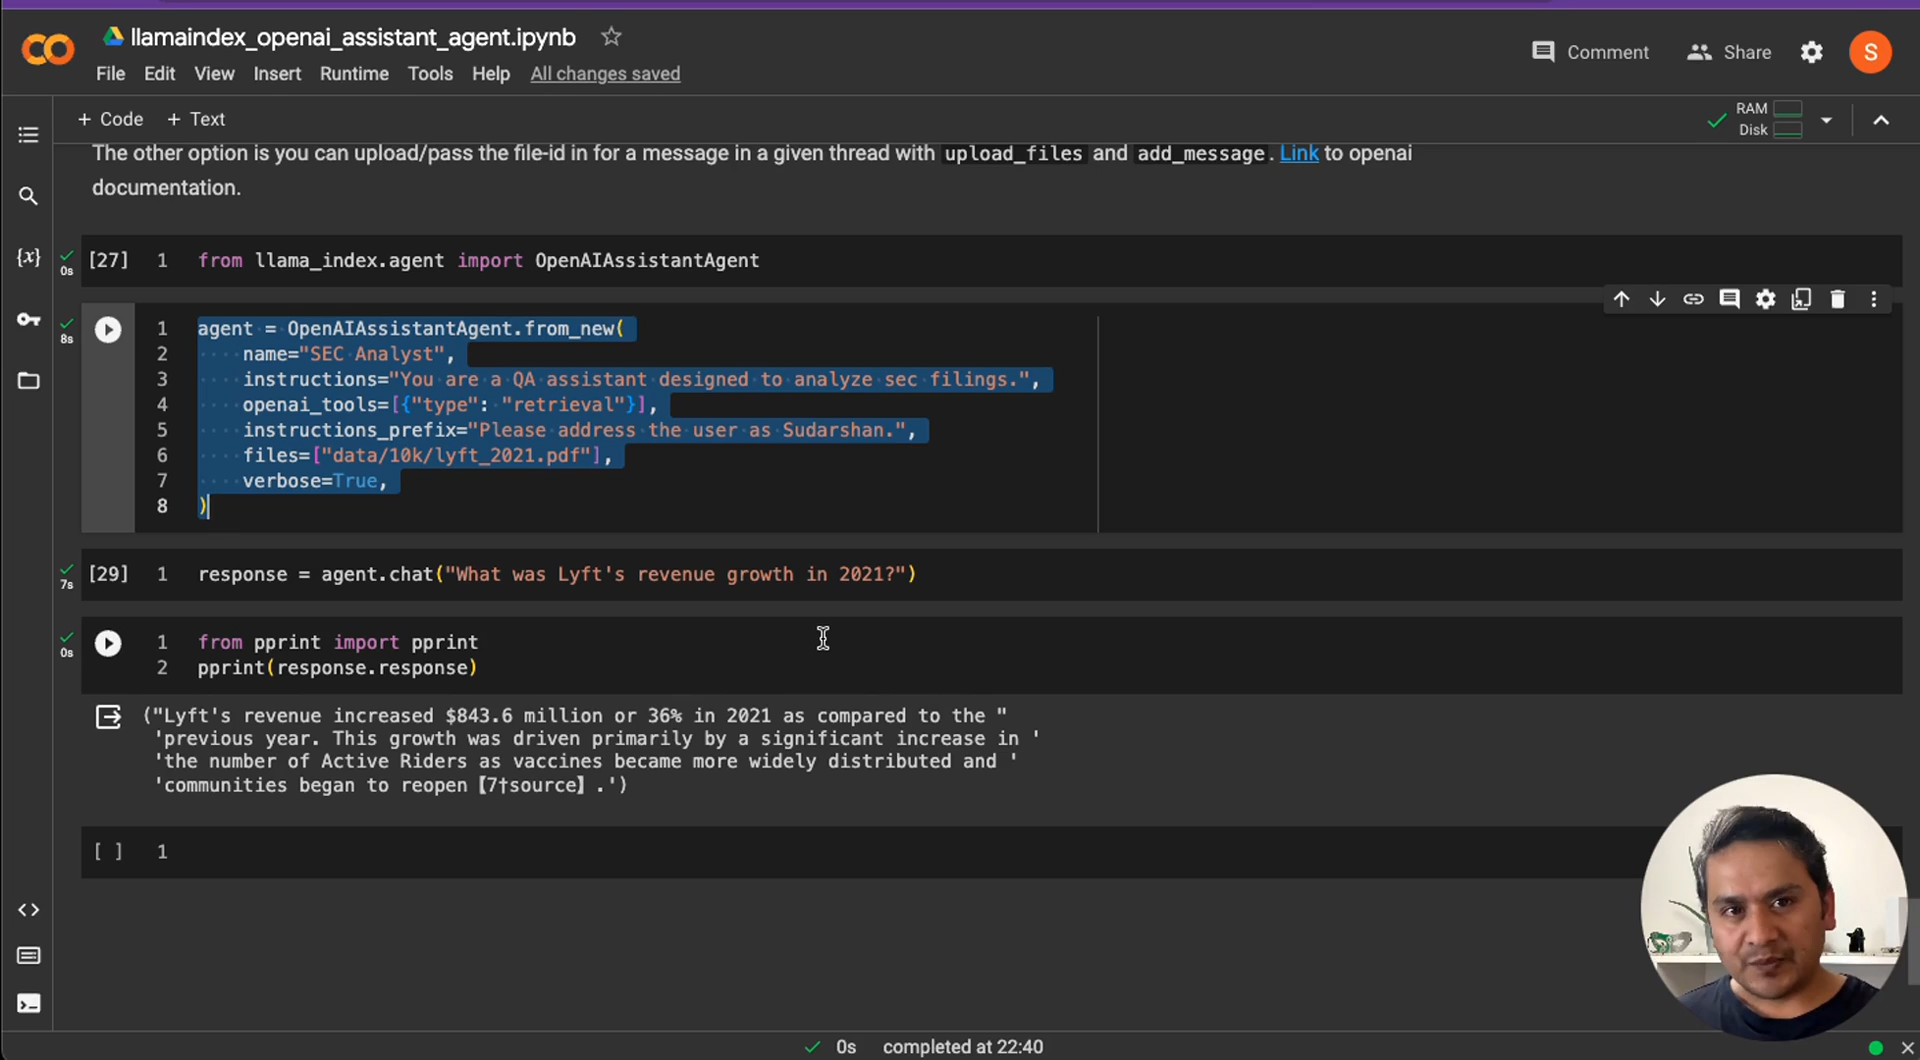 llamaindex_openai_assistant_agent.ipynb
Comment
Share
S
File Edit View Insert Runtime Tools Help All changes saved
+ Code + Text
RAM
Disk
The other option is you can upload/pass the file-id in for a message in a given thread with upload_files and add_message. Link to openai
documentation.
{x}
0s
[27] 1 from llama_index.agent import OpenAIAssistantAgent
8s
1 agent = OpenAIAssistantAgent.from_new(
2 name="SEC Analyst",
3 instructions="You are a QA assistant designed to analyze sec filings.",
4 openai_tools=[{"type": "retrieval"}],
5 instructions_prefix="Please address the user as Sudarshan.",
6 files=["data/10k/lyft_2021.pdf"],
7 verbose=True,
8 )
7s
[29] 1 response = agent.chat("What was Lyft's revenue growth in 2021?")
0s
1 from pprint import pprint
2 pprint(response.response)
("Lyft's revenue increased $843.6 million or 36% in 2021 as compared to the "
'previous year. This growth was driven primarily by a significant increase in '
'the number of Active Riders as vaccines became more widely distributed and '
'communities began to reopen【7†source】.')
[ ] 1
0s completed at 22:40